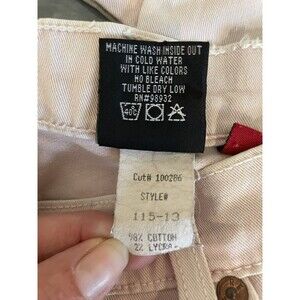 MACHINE WASH INSIDE OUT
IN COLD WATER
WITH LIKE COLORS
NO BLEACH
TUMBLE DRY LOW
RN#98932
Cut# 100286
STYLE#
115-13
98% COTTON
2% LYCRA